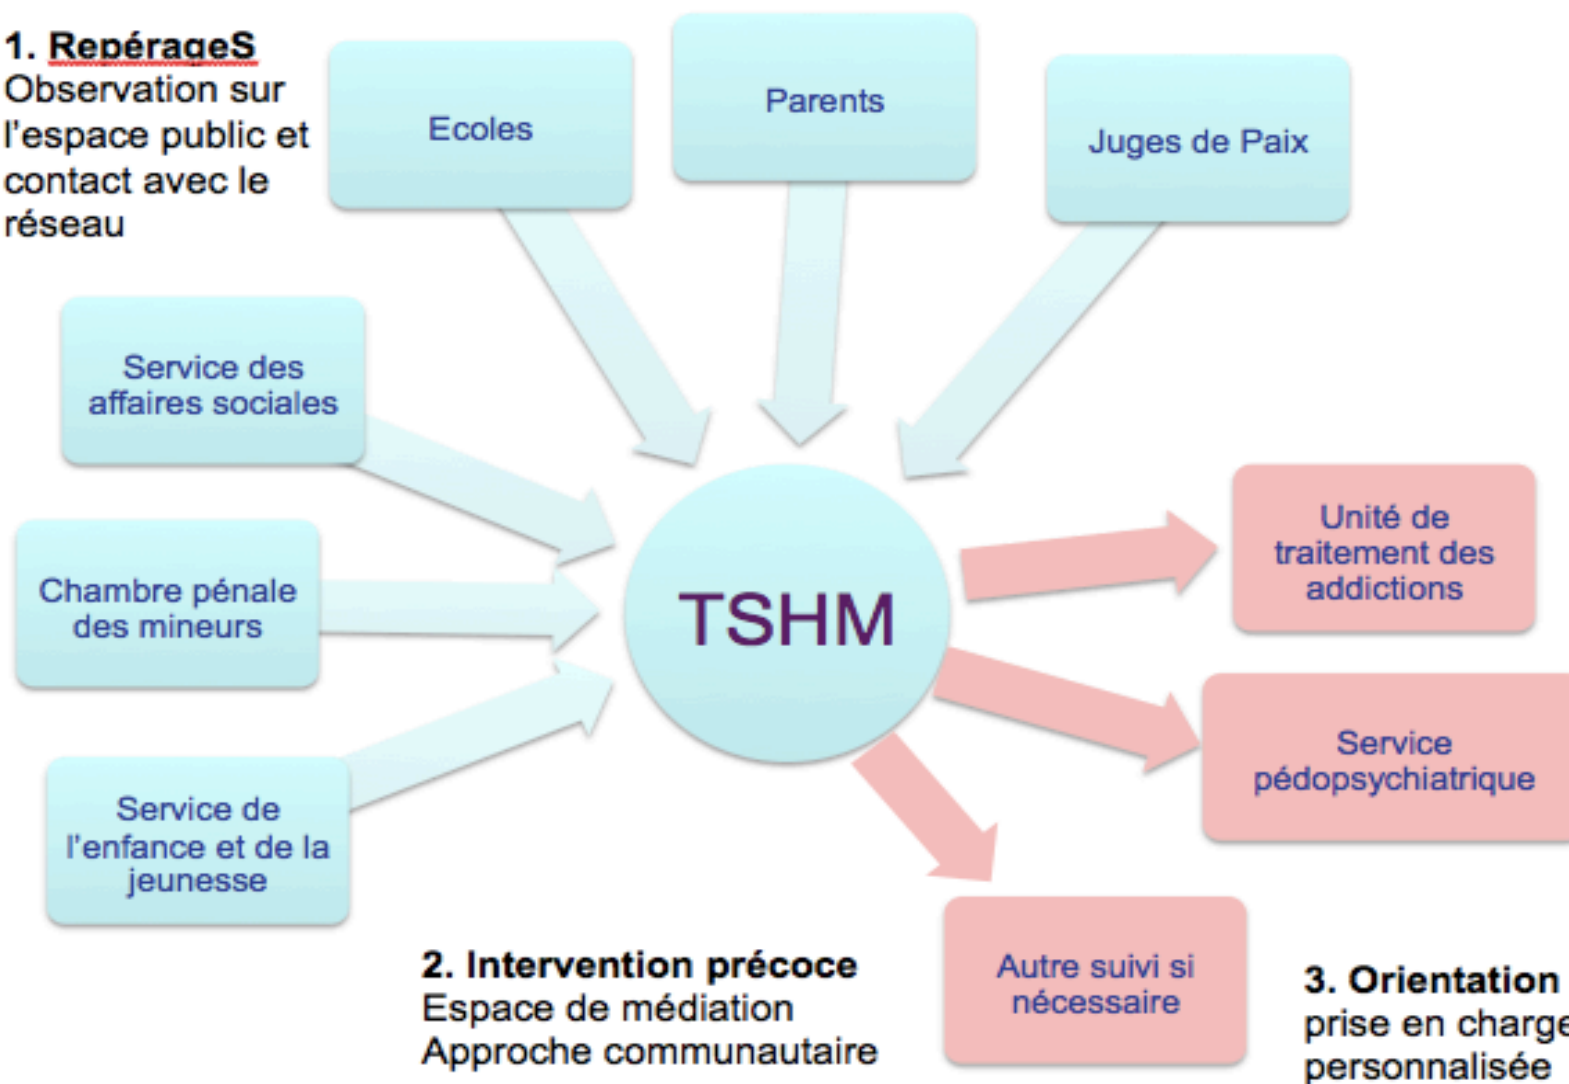 1. RepérageS
Observation sur
l'espace public et
contact avec le
réseau
Ecoles
Parents
Juges de Paix
Service des
affaires sociales
Chambre pénale
des mineurs
Service de
l'enfance et de la
jeunesse
TSHM
Unité de
traitement des
addictions
Service
pédopsychiatrique
Autre suivi si
nécessaire
2. Intervention précoce
Espace de médiation
Approche communautaire
3. Orientation
prise en charge
personnalisée